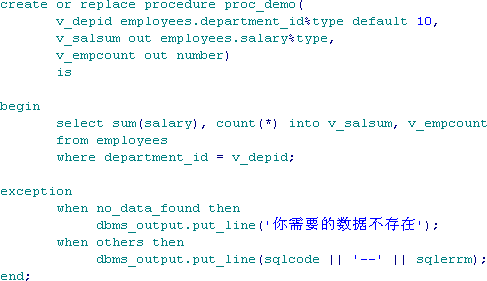 create or replace procedure proc_demo(
v_depid employees.department_id%type default 10,
v_salsum out employees.salary%type,
v_empcount out number)
is
begin
select sum(salary), count(*) into v_salsum, v_empcount
from employees
where department_id = v_depid;
exception
when no_data_found then
dbms_output.put_line('你需要的数据不存在');
when others then
dbms_output.put_line(sqlcode || '--' || sqlerrm);
end;